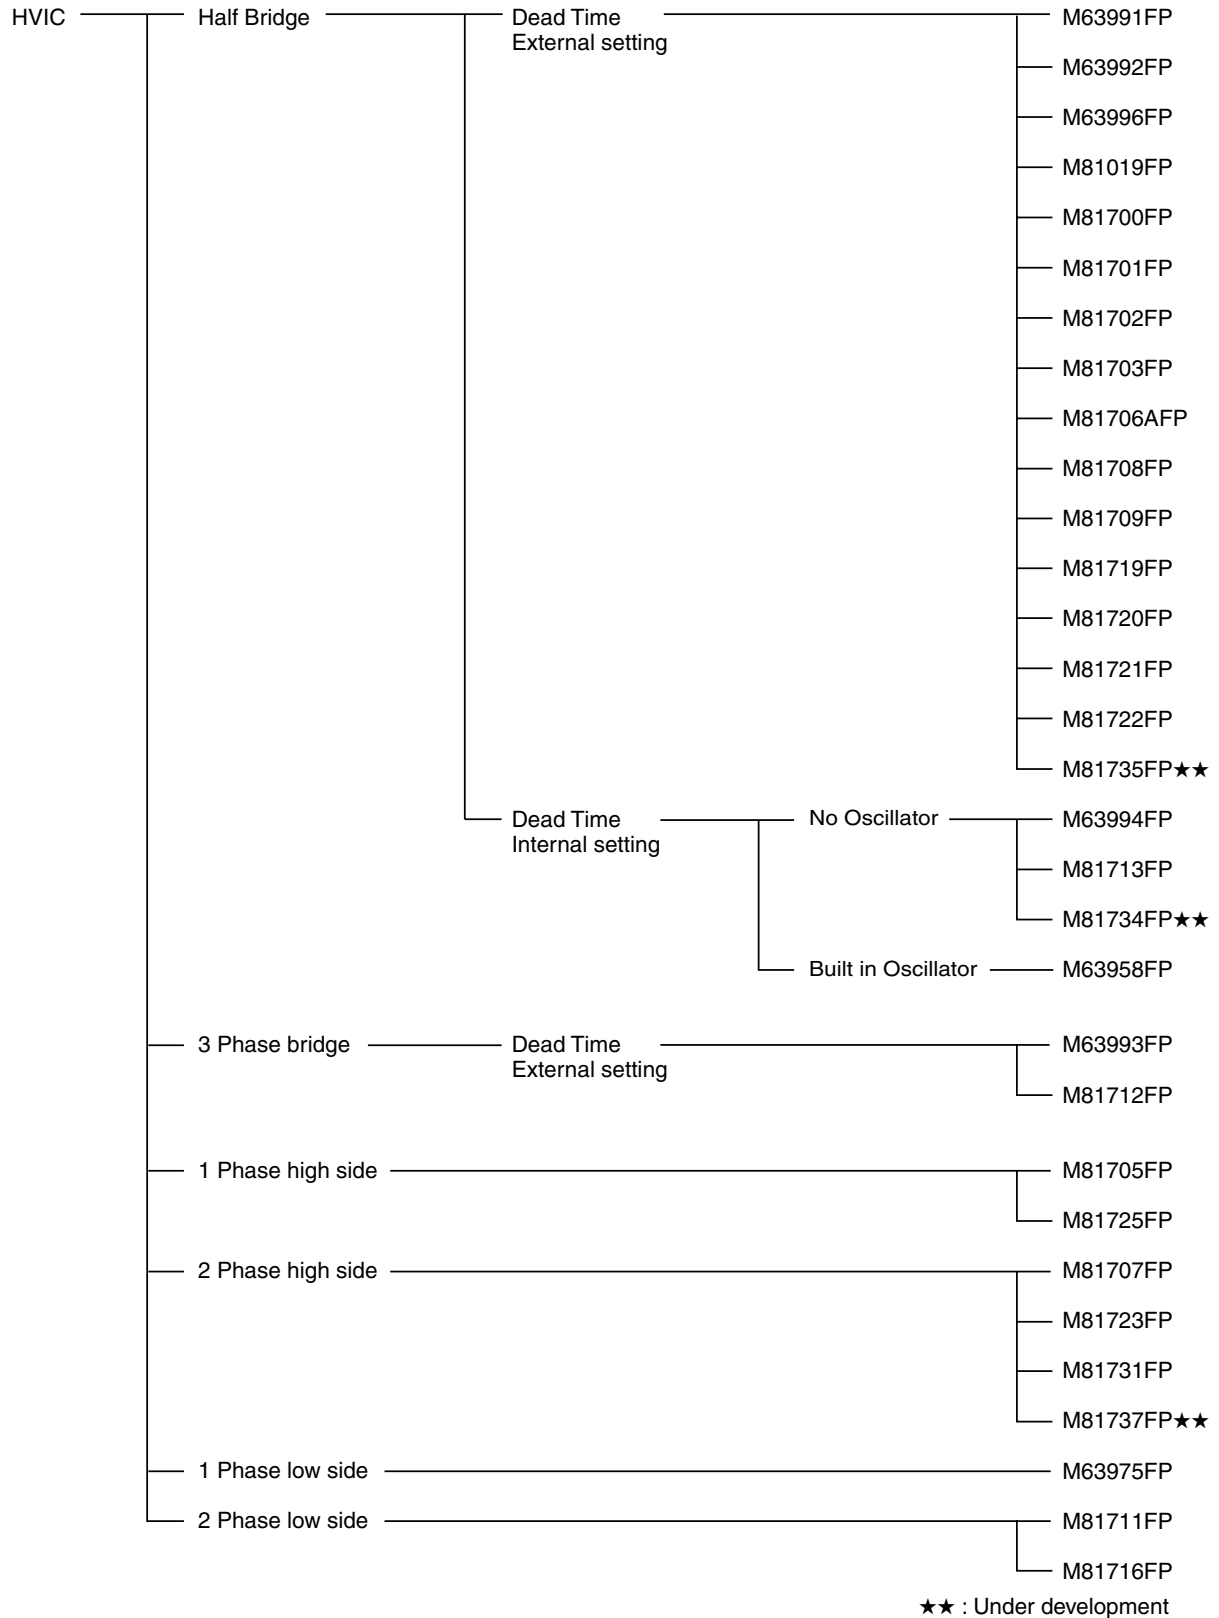 HVIC
Half Bridge
Dead Time
External setting
M63991FP
M63992FP
M63996FP
M81019FP
M81700FP
M81701FP
M81702FP
M81703FP
M81706AFP
M81708FP
M81709FP
M81719FP
M81720FP
M81721FP
M81722FP
M81735FP★★
Dead Time
Internal setting
No Oscillator
M63994FP
M81713FP
M81734FP★★
Built in Oscillator
M63958FP
3 Phase bridge
Dead Time
External setting
M63993FP
M81712FP
1 Phase high side
M81705FP
M81725FP
2 Phase high side
M81707FP
M81723FP
M81731FP
M81737FP★★
1 Phase low side
M63975FP
2 Phase low side
M81711FP
M81716FP
★★ : Under development